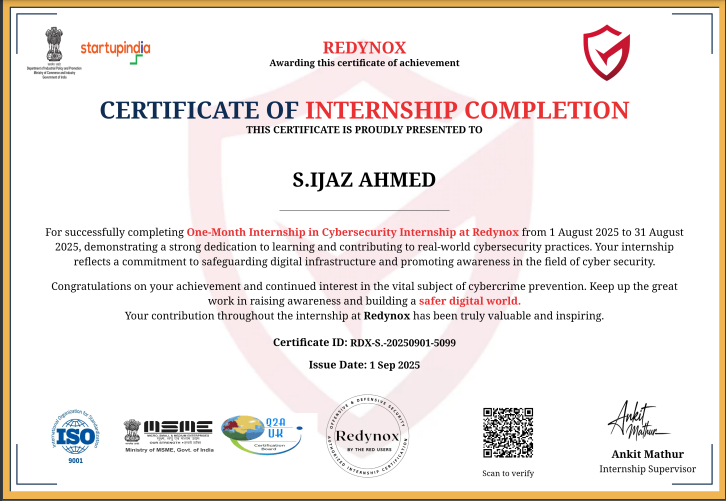 startupindia
Department of Industrial Policy and Promotion
Ministry of Commerce and Industry
Government of India
REDYNOX
Awarding this certificate of achievement
CERTIFICATE OF INTERNSHIP COMPLETION
THIS CERTIFICATE IS PROUDLY PRESENTED TO
S.IJAZ AHMED
For successfully completing One-Month Internship in Cybersecurity Internship at Redynox from 1 August 2025 to 31 August
2025, demonstrating a strong dedication to learning and contributing to real-world cybersecurity practices. Your internship
reflects a commitment to safeguarding digital infrastructure and promoting awareness in the field of cyber security.
Congratulations on your achievement and continued interest in the vital subject of cybercrime prevention. Keep up the great
work in raising awareness and building a safer digital world.
Your contribution throughout the internship at Redynox has been truly valuable and inspiring.
Certificate ID: RDX-S.-20250901-5099
Issue Date: 1 Sep 2025
International Organization for Standardization
ISO
9001
MSME
MICRO, SMALL & MEDIUM ENTERPRISES
Ministry of MSME, Govt. of India
Certification
Board
OFFENSIVE & DEFENSIVE SECURITY
Redynox
BY THE RED USERS
AUTHORIZED INTERNSHIP CERTIFICATION
Scan to verify
Ankit
Mathur
Ankit Mathur
Internship Supervisor